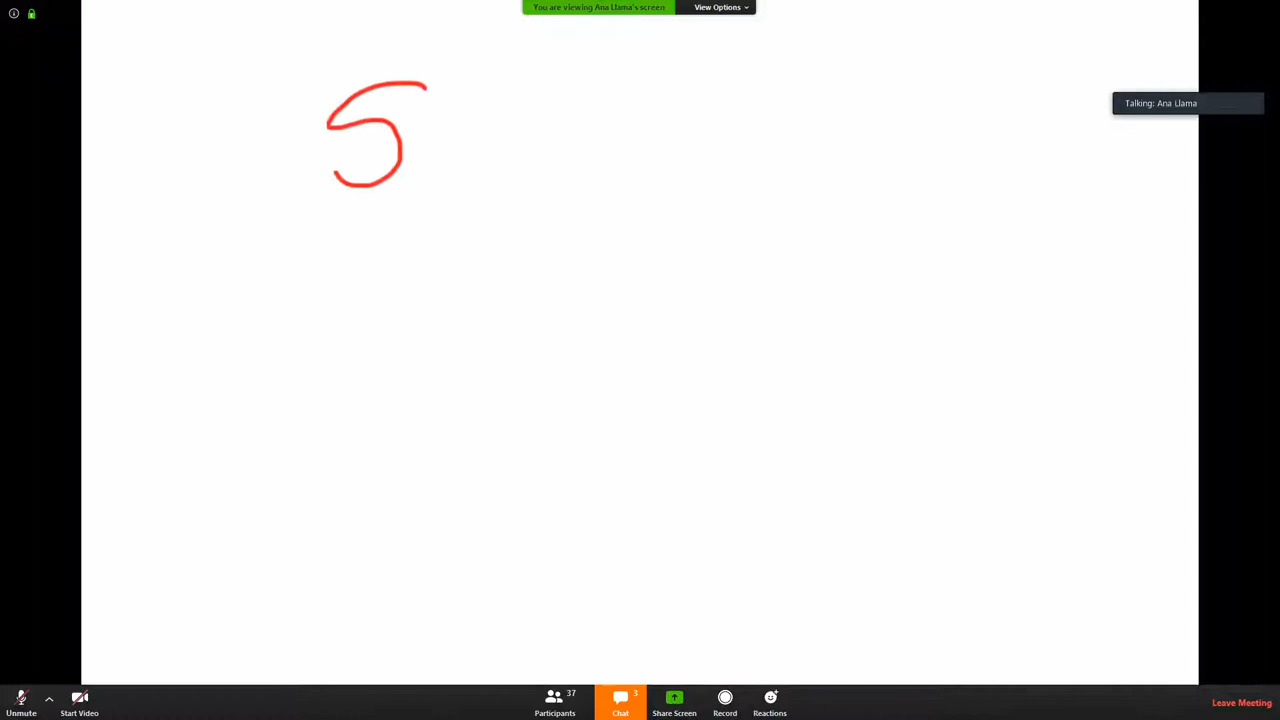 You are viewing Ana Llama's screen View Options
Talking: Ana Llama
5
37
3
Unmute Start Video Participants Chat Share Screen Record Reactions Leave Meeting